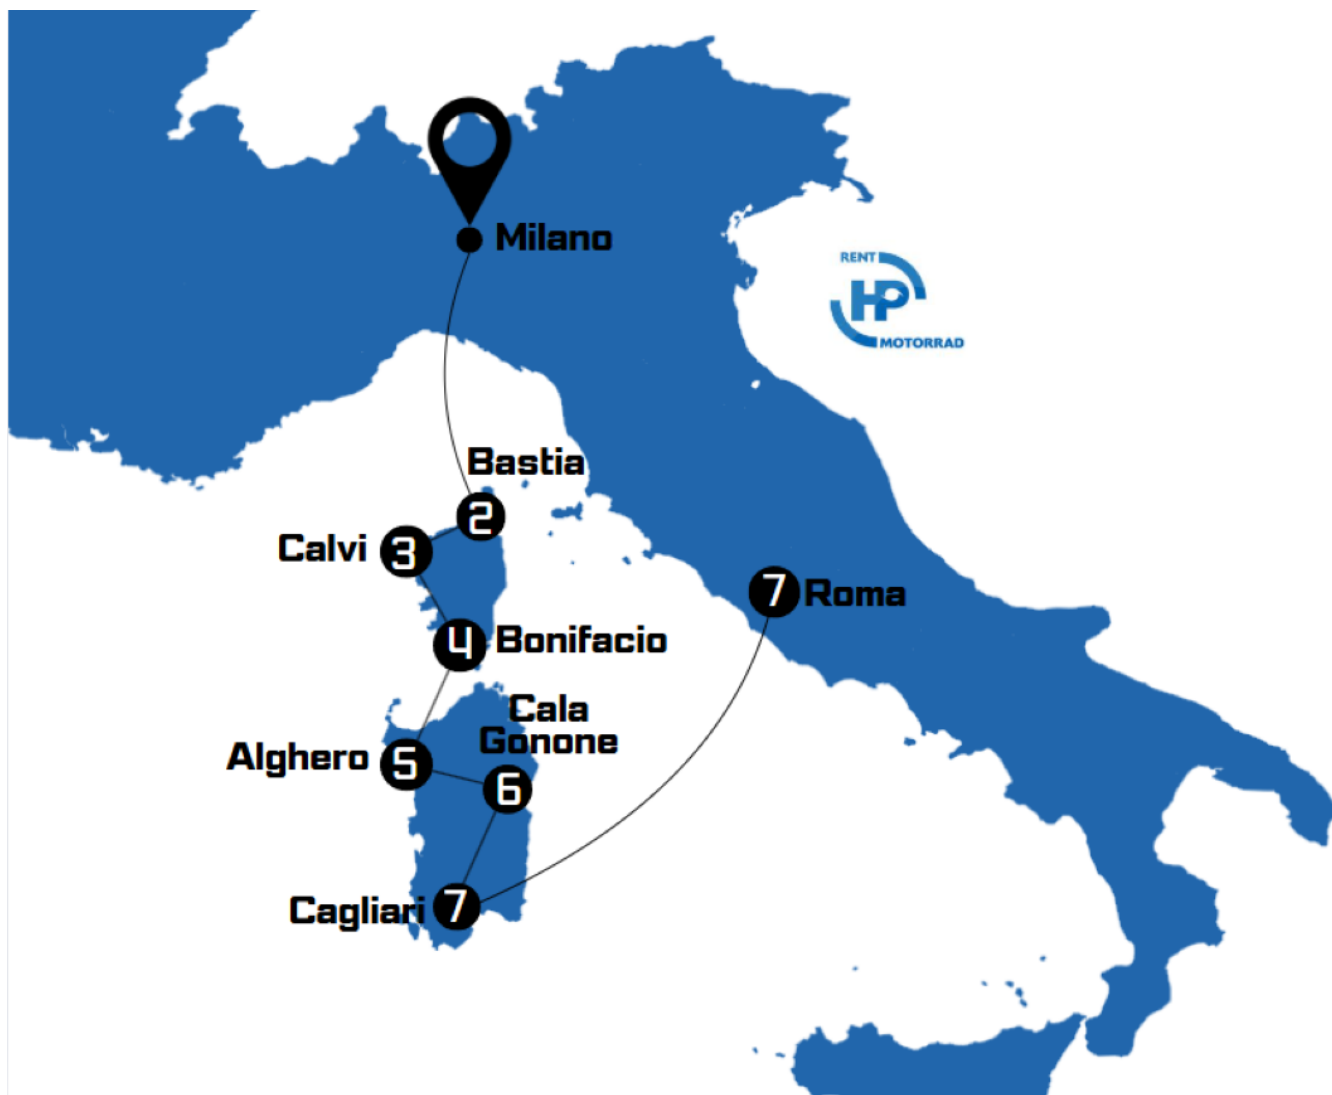 Milano
RENT
HP
MOTORRAD
Bastia
2
Calvi
3
7
Roma
4
Bonifacio
Cala
Gonone
Alghero
5
6
Cagliari
7